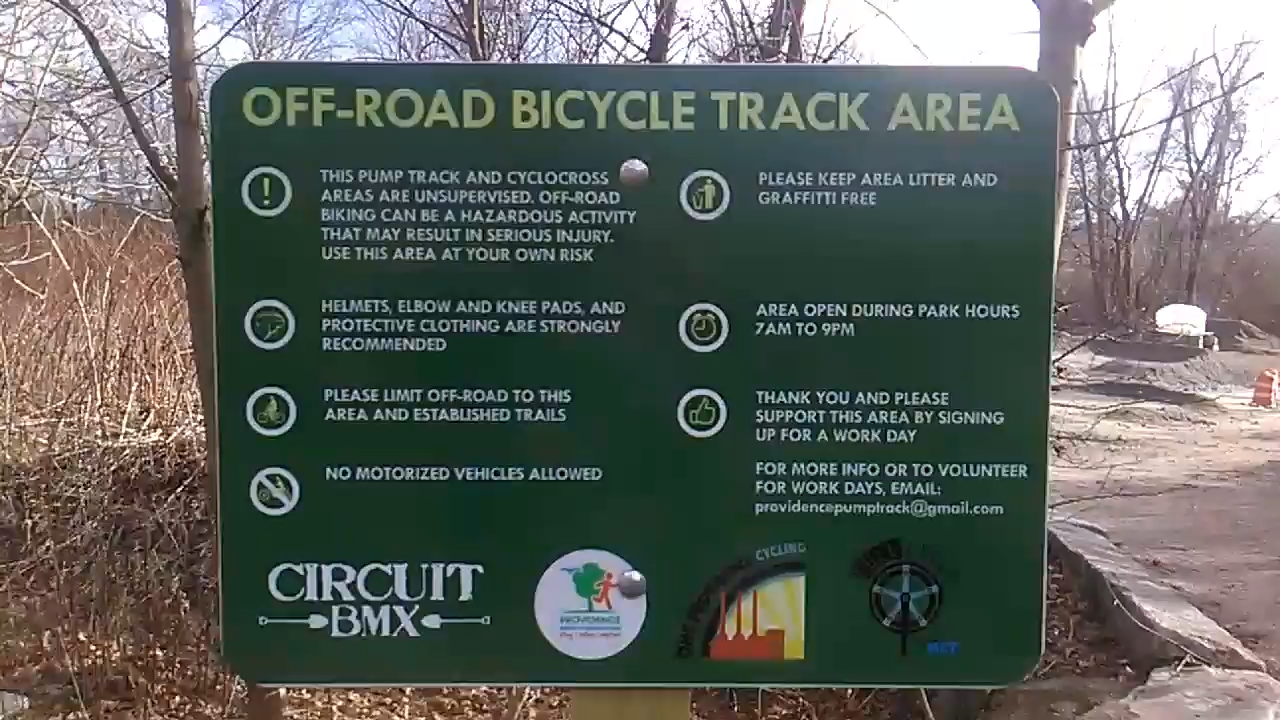 OFF-ROAD BICYCLE TRACK AREA
THIS PUMP TRACK AND CYCLOCROSS
AREAS ARE UNSUPERVISED. OFF-ROAD
BIKING CAN BE A HAZARDOUS ACTIVITY
THAT MAY RESULT IN SERIOUS INJURY.
USE THIS AREA AT YOUR OWN RISK
HELMETS, ELBOW AND KNEE PADS, AND
PROTECTIVE CLOTHING ARE STRONGLY
RECOMMENDED
PLEASE LIMIT OFF-ROAD TO THIS
AREA AND ESTABLISHED TRAILS
NO MOTORIZED VEHICLES ALLOWED
PLEASE KEEP AREA LITTER AND
GRAFFITTI FREE
AREA OPEN DURING PARK HOURS
7AM TO 9PM
THANK YOU AND PLEASE
SUPPORT THIS AREA BY SIGNING
UP FOR A WORK DAY
FOR MORE INFO OR TO VOLUNTEER
FOR WORK DAYS, EMAIL:
providencepumptrack@gmail.com
CIRCUIT
BMX
PROVIDENCE
CYCLING